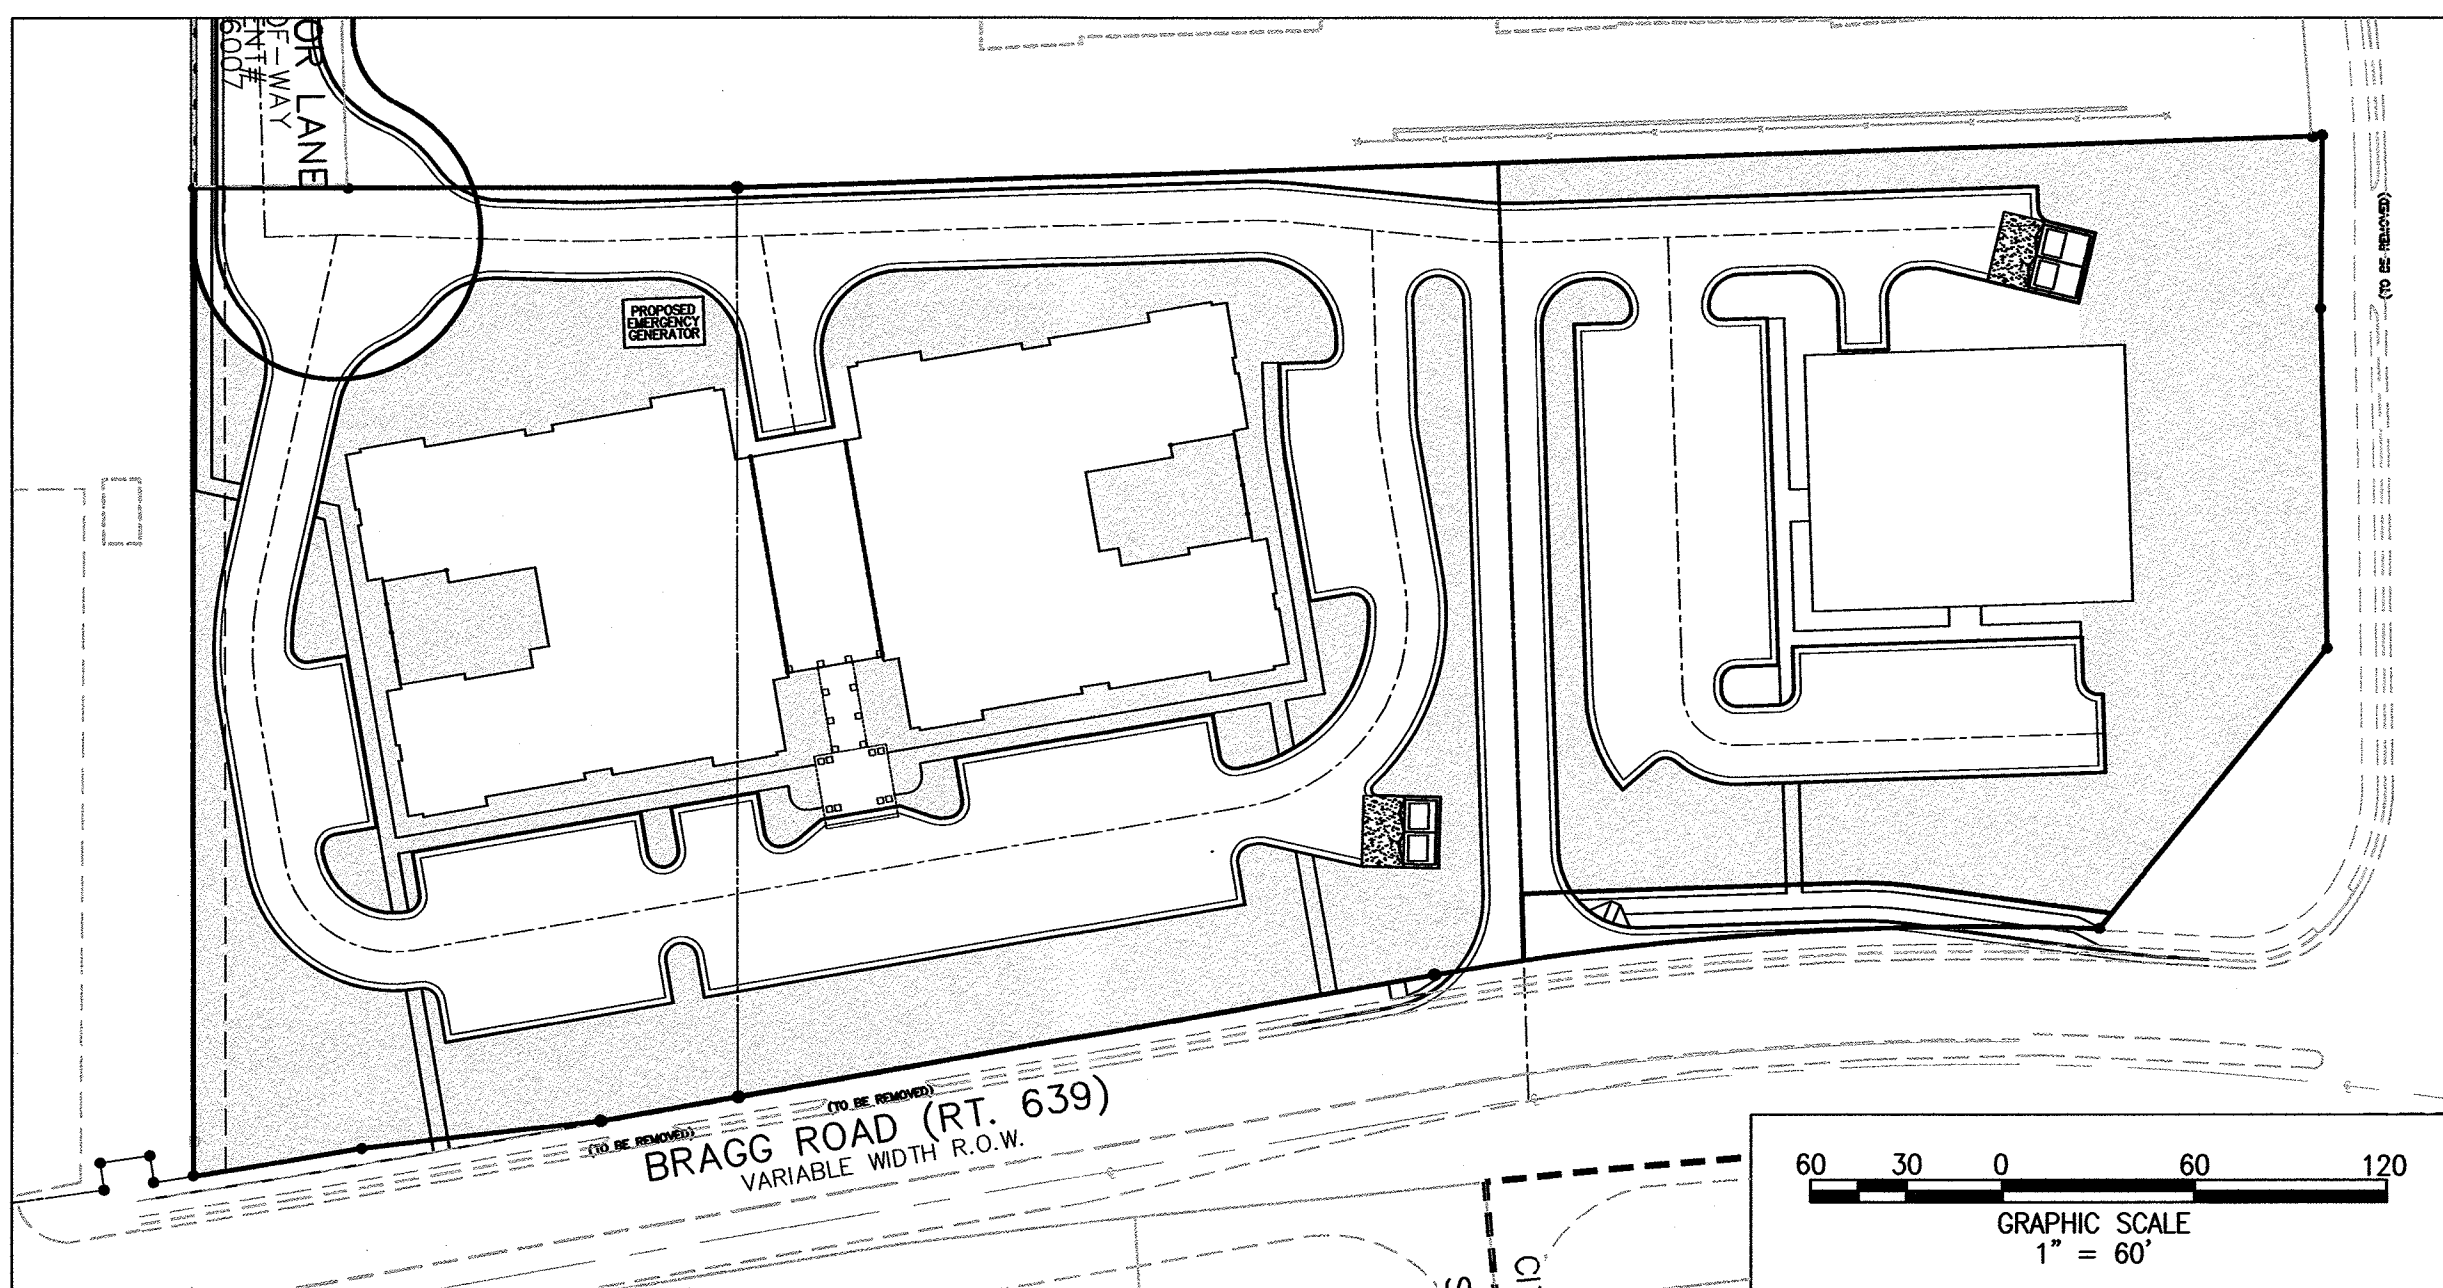 OR LANE
OF-WAY
ENT#
6007
(TO BE REMOVED)
PROPOSED
EMERGENCY
GENERATOR
(TO BE REMOVED)
(TO BE REMOVED)
BRAGG ROAD (RT. 639)
VARIABLE WIDTH R.O.W.
60 30 0 60 120
GRAPHIC SCALE
1" = 60'